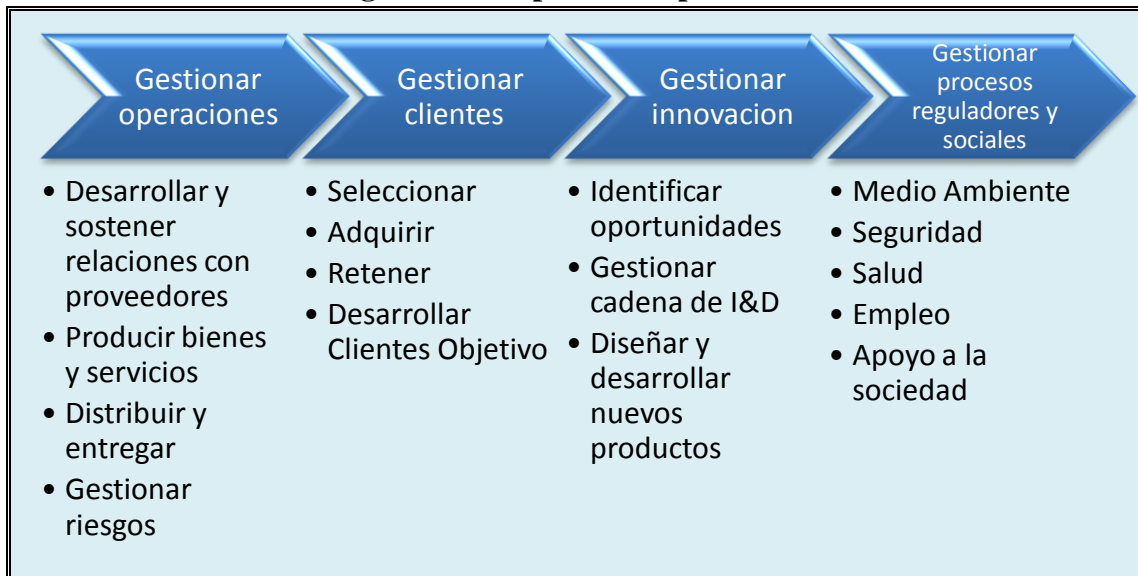 Gestionar
operaciones
• Desarrollar y
sostener
relaciones con
proveedores
• Producir bienes
y servicios
• Distribuir y
entregar
• Gestionar
riesgos
Gestionar
clientes
• Seleccionar
• Adquirir
• Retener
• Desarrollar
Clientes Objetivo
Gestionar
innovacion
• Identificar
oportunidades
• Gestionar
cadena de I&D
• Diseñar y
desarrollar
nuevos
productos
Gestionar
procesos
reguladores y
sociales
• Medio Ambiente
• Seguridad
• Salud
• Empleo
• Apoyo a la
sociedad